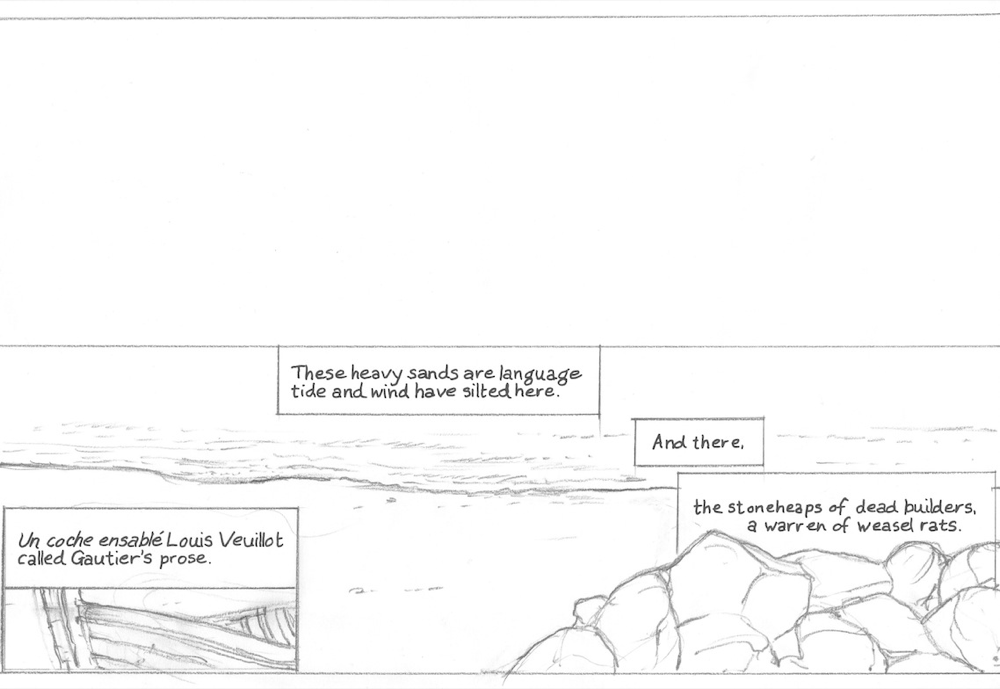 These heavy sands are language
tide and wind have silted here.
And there,
the stoneheaps of dead builders,
a warren of weasel rats.
Un coche ensablé Louis Veuillot
called Gautier's prose.